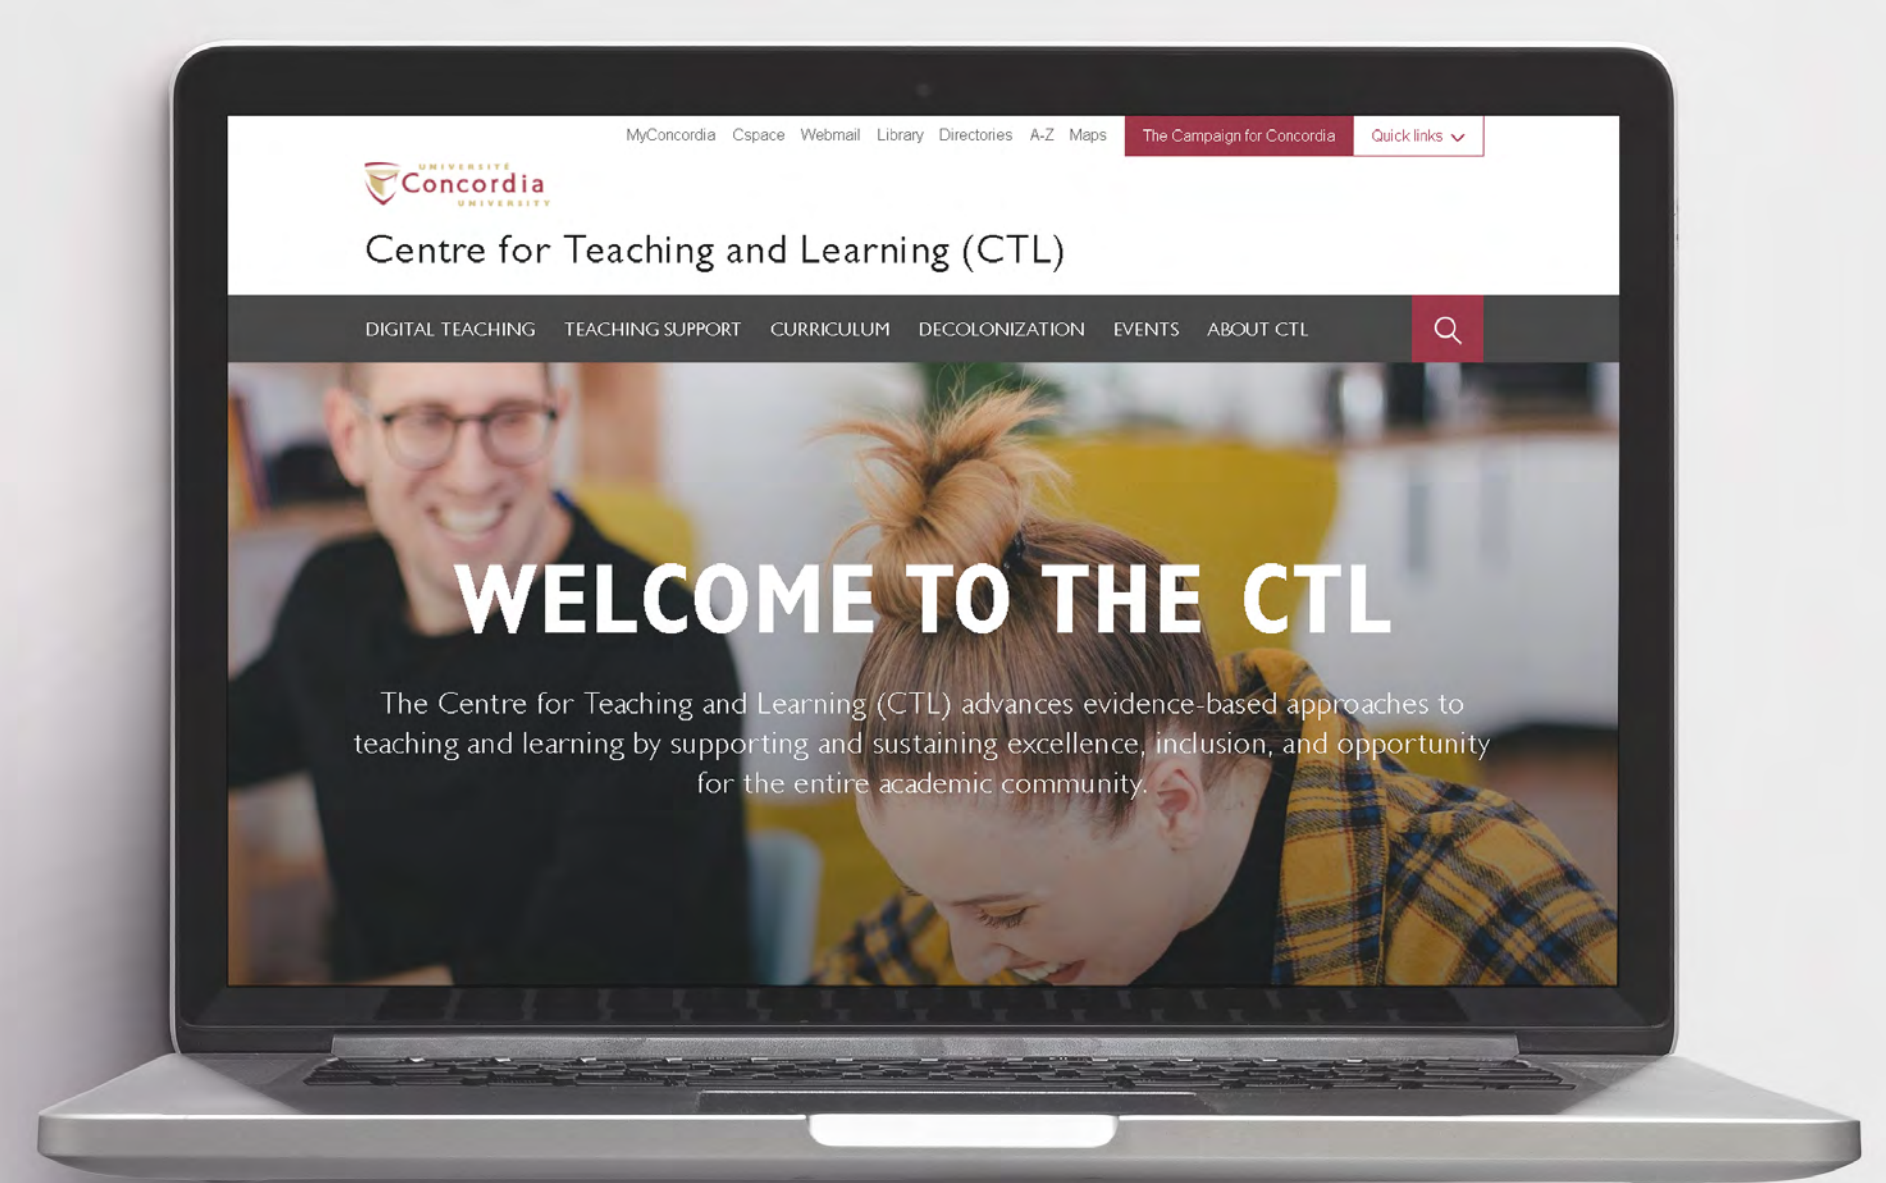 MyConcordia Cspace Webmail Library Directories A-Z Maps The Campaign for Concordia Quick links
UNIVERSITÉ
Concordia
UNIVERSITY
Centre for Teaching and Learning (CTL)
DIGITAL TEACHING TEACHING SUPPORT CURRICULUM DECOLONIZATION EVENTS ABOUT CTL
WELCOME TO THE CTL
The Centre for Teaching and Learning (CTL) advances evidence-based approaches to
teaching and learning by supporting and sustaining excellence, inclusion, and opportunity
for the entire academic community.